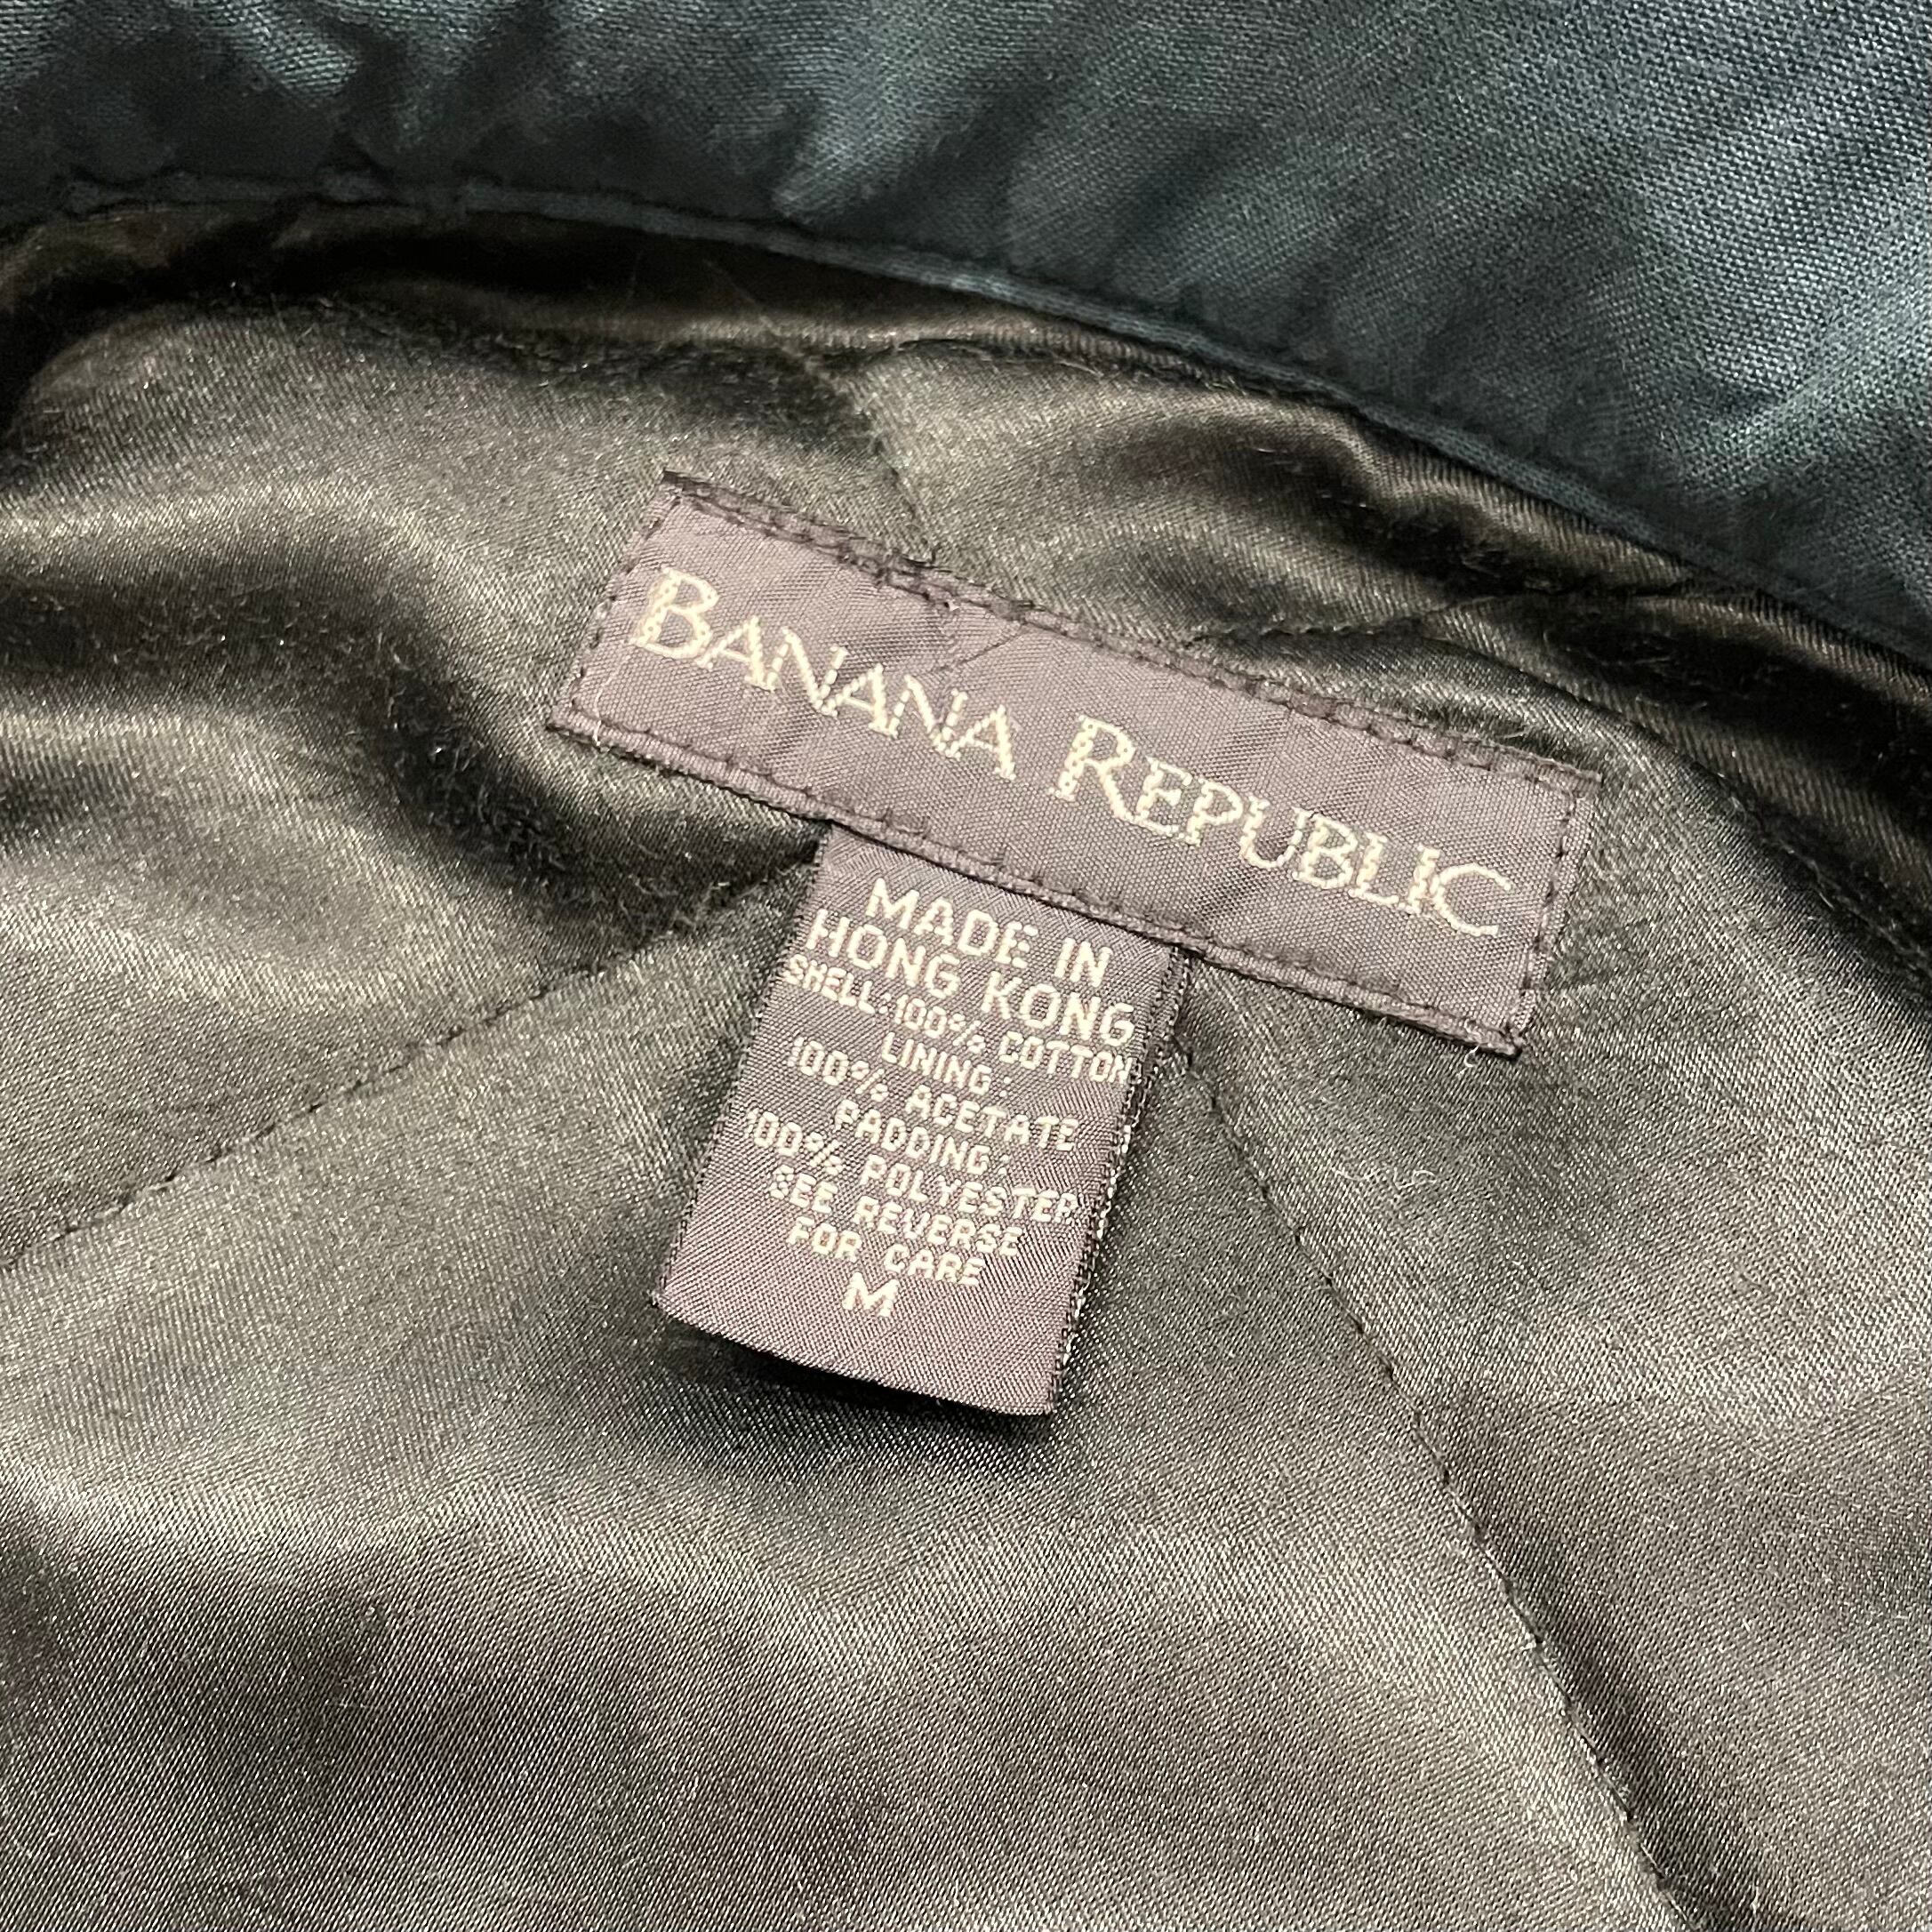 BANANA REPUBLIC
MADE IN
HONG KONG
SHELL: 100% COTTON
LINING:
100% ACETATE
PADDING:
100% POLYESTER
SEE REVERSE
FOR CARE
M